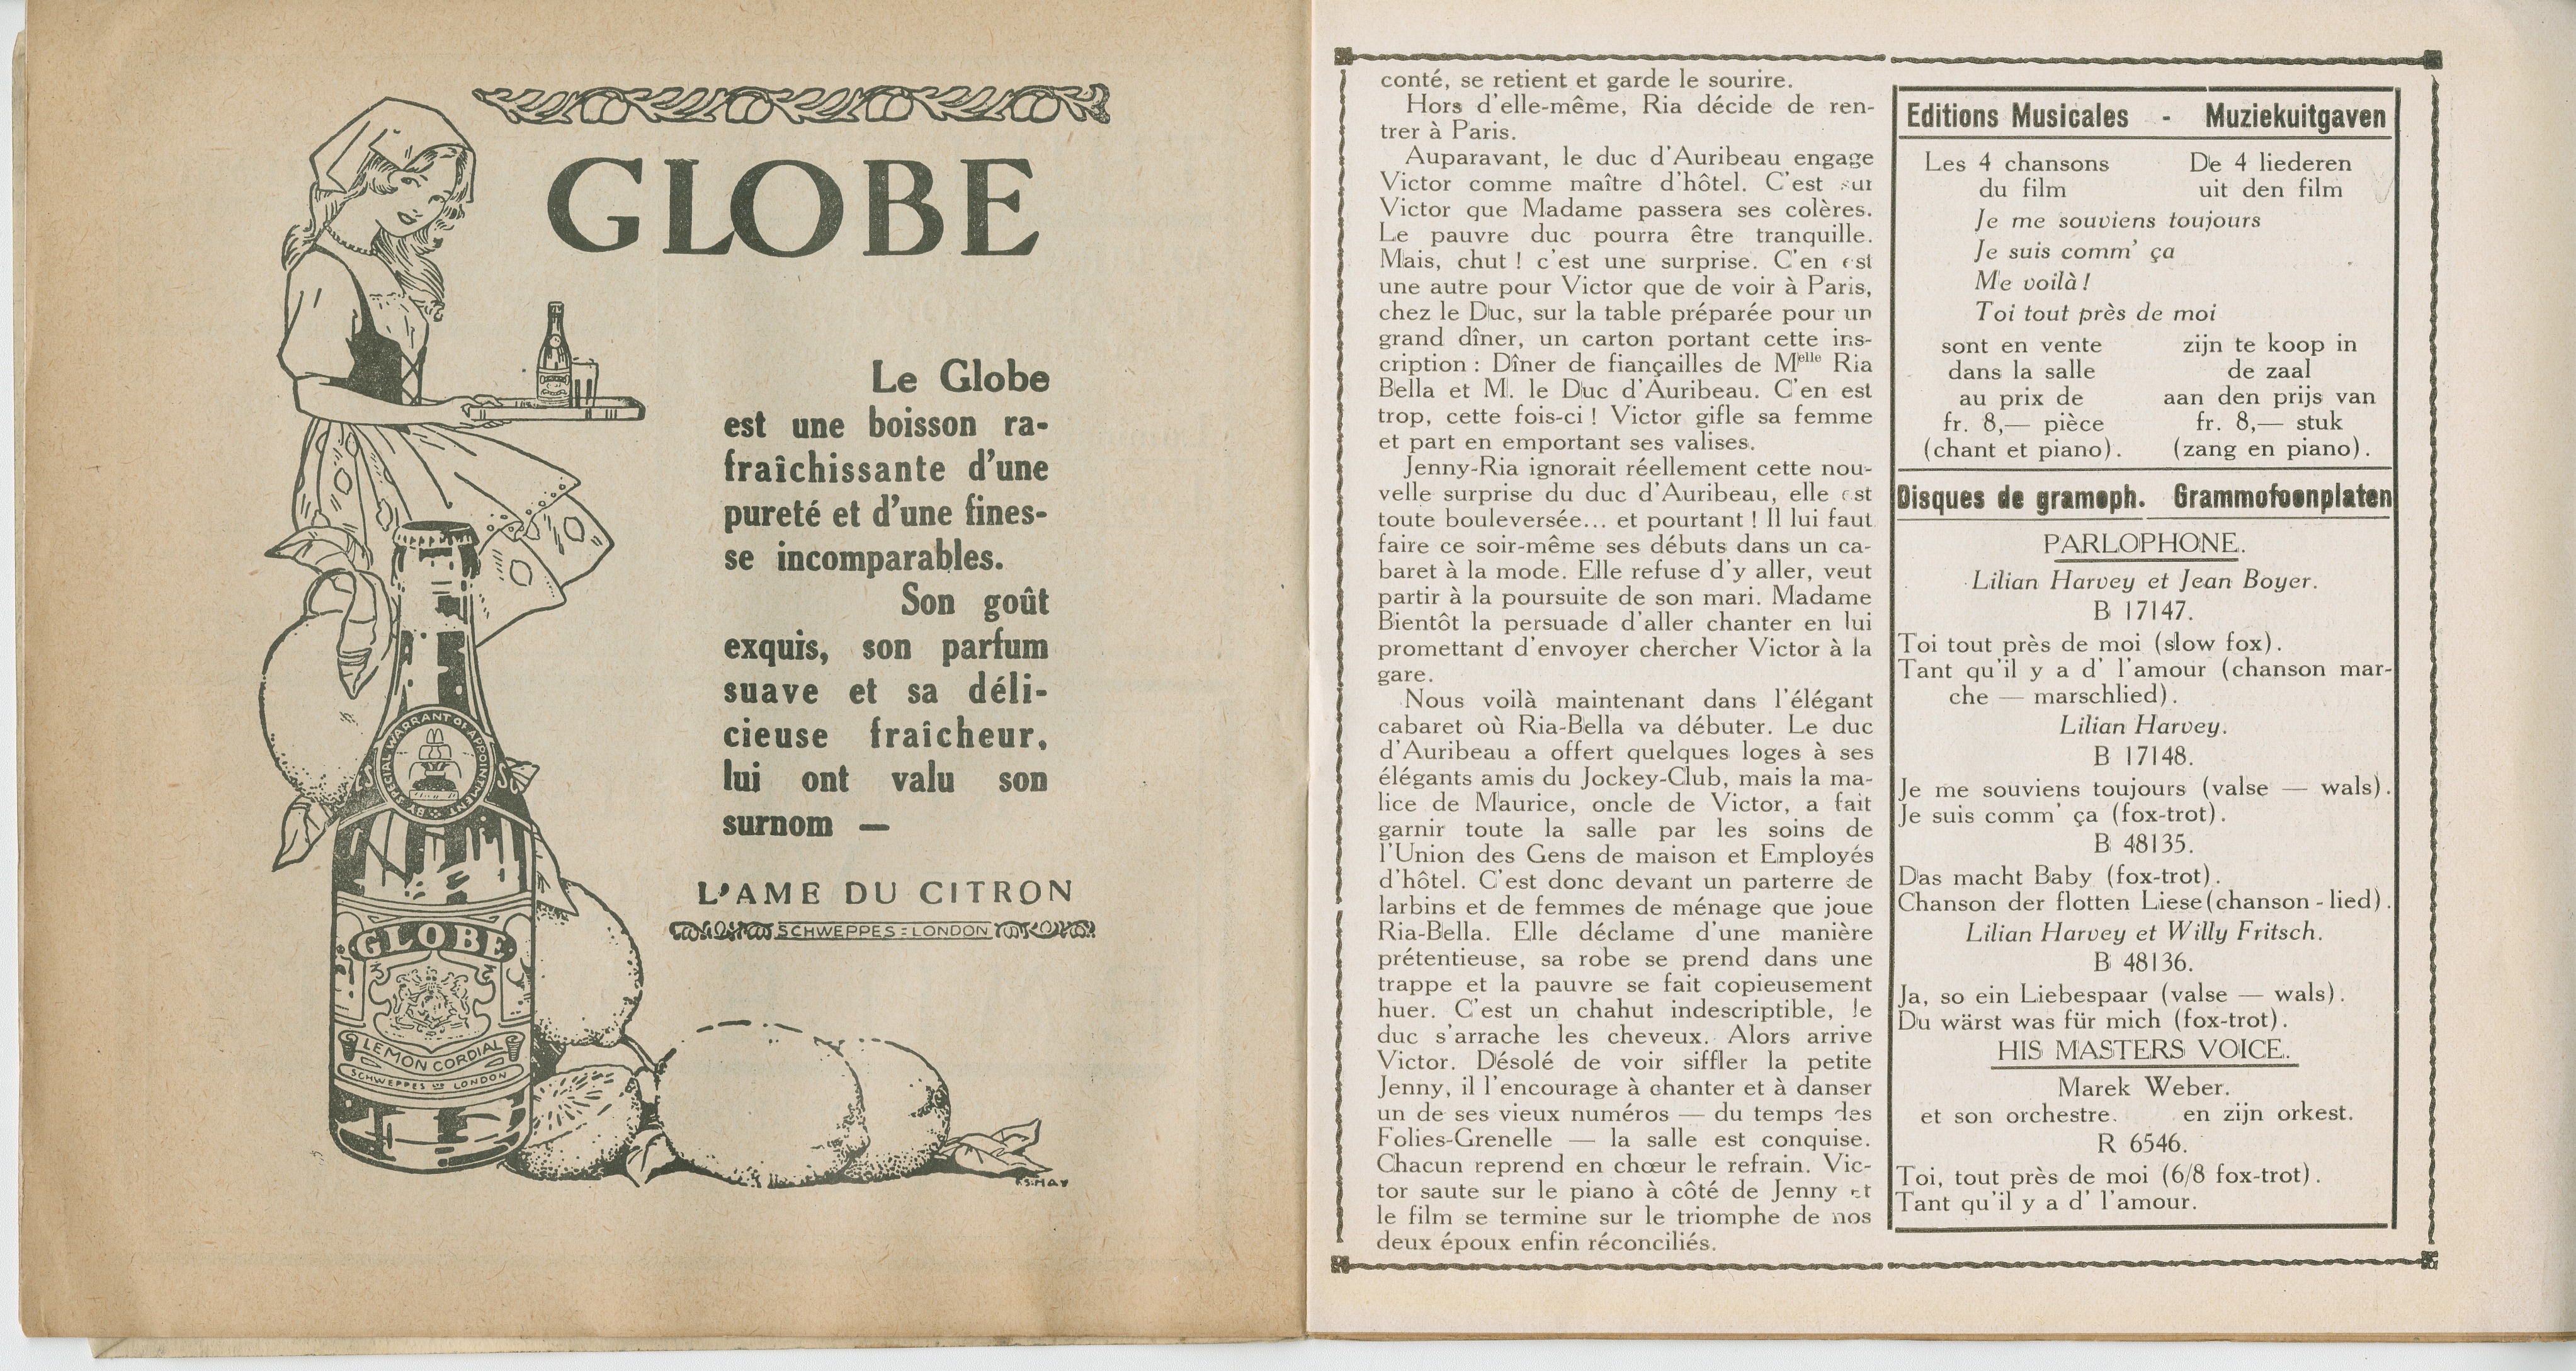 GLOBE
Le Globe
est une boisson ra-
fraîchissante d'une
pureté et d'une fines-
se incomparables.
Son goût
exquis, son parfum
suave et sa déli-
cieuse fraîcheur,
lui ont valu son
surnom —
L'AME DU CITRON
SCHWEPPES = LONDON
BY SPECIAL WARRANT OF APPOINTMENT
GLOBE
LEMON CORDIAL
SCHWEPPES LTD LONDON
conté, se retient et garde le sourire.
Hors d'elle-même, Ria décide de ren-
trer à Paris.
Auparavant, le duc d'Auribeau engage
Victor comme maître d'hôtel. C'est sur
Victor que Madame passera ses colères.
Le pauvre duc pourra être tranquille.
Mais, chut ! c'est une surprise. C'en est
une autre pour Victor que de voir à Paris,
chez le Duc, sur la table préparée pour un
grand dîner, un carton portant cette ins-
cription : Dîner de fiançailles de Melle Ria
Bella et M. le Duc d'Auribeau. C'en est
trop, cette fois-ci ! Victor gifle sa femme
et part en emportant ses valises.
Jenny-Ria ignorait réellement cette nou-
velle surprise du duc d'Auribeau, elle est
toute bouleversée... et pourtant ! Il lui faut
faire ce soir-même ses débuts dans un ca-
baret à la mode. Elle refuse d'y aller, veut
partir à la poursuite de son mari. Madame
Bientôt la persuade d'aller chanter en lui
promettant d'envoyer chercher Victor à la
gare.
Nous voilà maintenant dans l'élégant
cabaret où Ria-Bella va débuter. Le duc
d'Auribeau a offert quelques loges à ses
élégants amis du Jockey-Club, mais la ma-
lice de Maurice, oncle de Victor, a fait
garnir toute la salle par les soins de
l'Union des Gens de maison et Employés
d'hôtel. C'est donc devant un parterre de
larbins et de femmes de ménage que joue
Ria-Bella. Elle déclame d'une manière
prétentieuse, sa robe se prend dans une
trappe et la pauvre se fait copieusement
huer. C'est un chahut indescriptible, le
duc s'arrache les cheveux. Alors arrive
Victor. Désolé de voir siffler la petite
Jenny, il l'encourage à chanter et à danser
un de ses vieux numéros — du temps des
Folies-Grenelle — la salle est conquise.
Chacun reprend en chœur le refrain. Vic-
tor saute sur le piano à côté de Jenny et
le film se termine sur le triomphe de nos
deux époux enfin réconciliés.
Editions Musicales - Muziekuitgaven
Les 4 chansons De 4 liederen
du film uit den film
Je me souviens toujours
Je suis comm' ça
Me voilà !
Toi tout près de moi
sont en vente zijn te koop in
dans la salle de zaal
au prix de aan den prijs van
fr. 8,— pièce fr. 8,— stuk
(chant et piano). (zang en piano).
Disques de gramoph. Grammofoonplaten
PARLOPHONE.
Lilian Harvey et Jean Boyer.
B 17147.
Toi tout près de moi (slow fox).
Tant qu'il y a d' l'amour (chanson mar-
che — marschlied).
Lilian Harvey.
B 17148.
Je me souviens toujours (valse — wals).
Je suis comm' ça (fox-trot).
B 48135.
Das macht Baby (fox-trot).
Chanson der flotten Liese (chanson - lied).
Lilian Harvey et Willy Fritsch.
B 48136.
Ja, so ein Liebespaar (valse — wals).
Du wärst was für mich (fox-trot).
HIS MASTERS VOICE.
Marek Weber.
et son orchestre. en zijn orkest.
R 6546.
Toi, tout près de moi (6/8 fox-trot).
Tant qu'il y a d' l'amour.